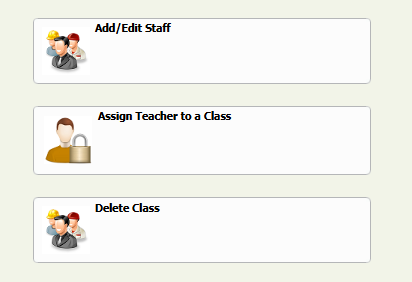 Add/Edit Staff
Assign Teacher to a Class
Delete Class